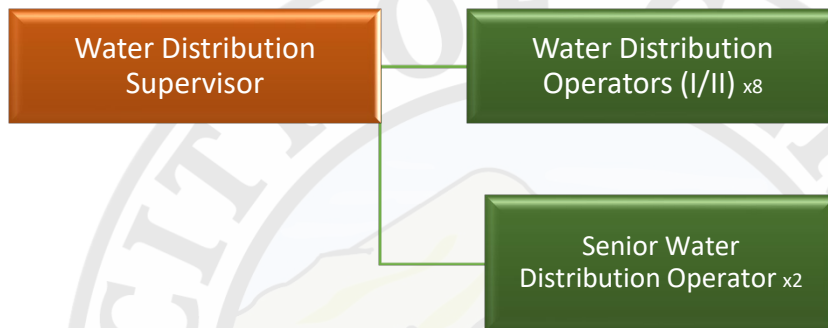 Water Distribution
Supervisor
Water Distribution
Operators (I/II) x8
Senior Water
Distribution Operator x2